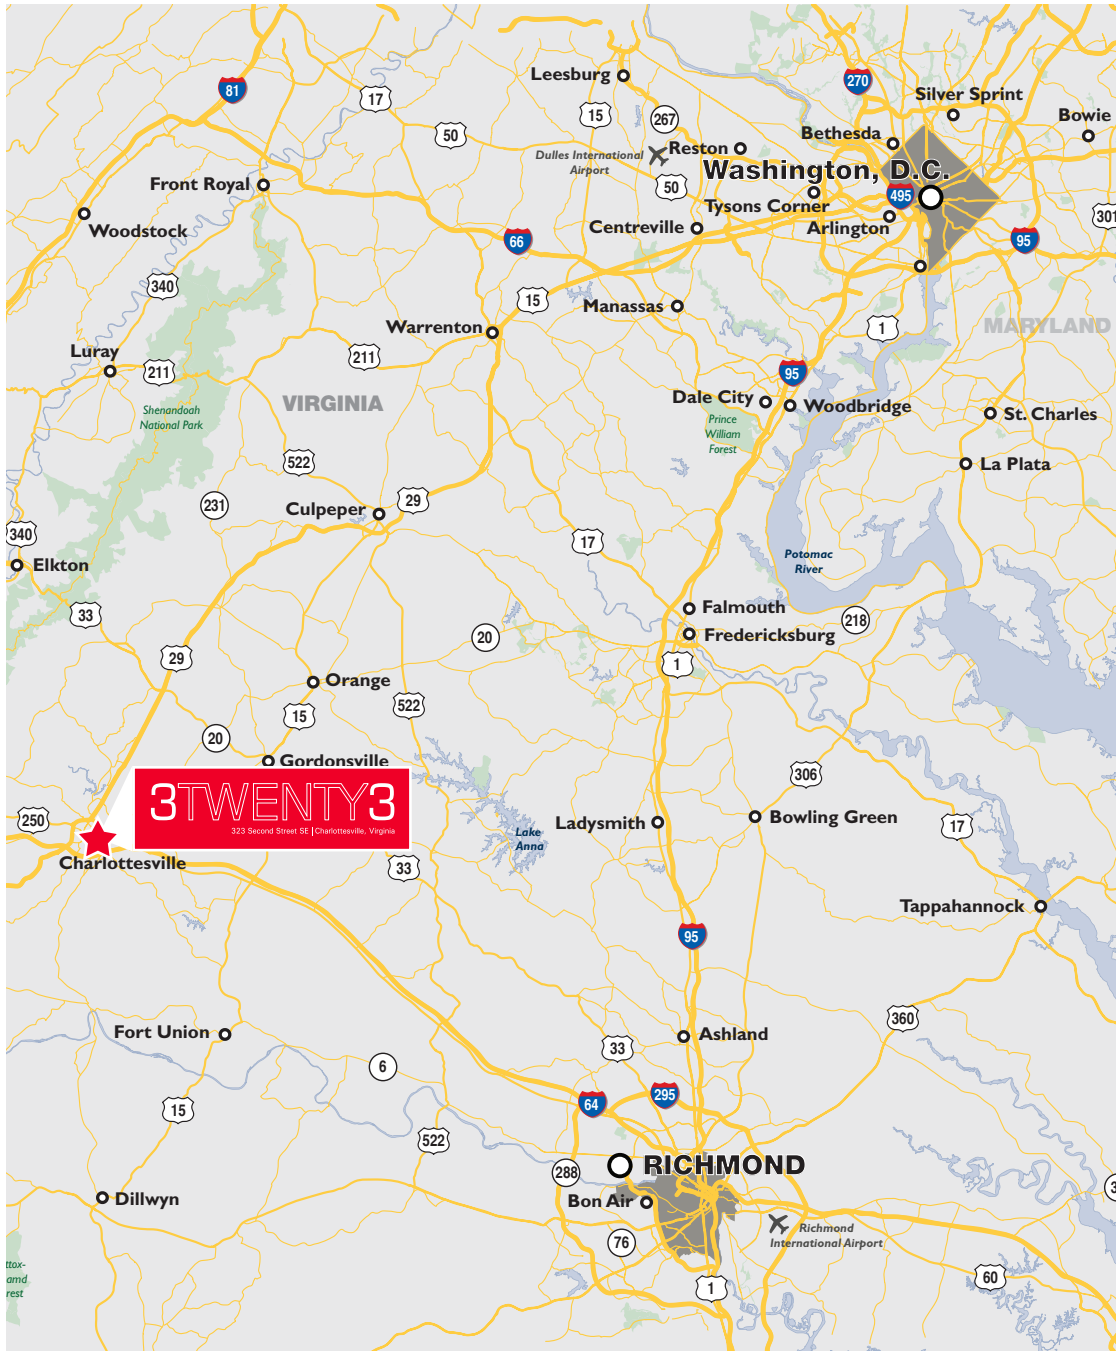 81
17
50
Leesburg
15
267
270
Silver Sprint
Bowie
Bethesda
Dulles International
Airport
Reston
50
Washington, D.C.
495
Front Royal
Woodstock
Tysons Corner
Centreville
Arlington
301
95
66
340
15
Manassas
Warrenton
1
MARYLAND
Luray
211
211
95
Shenandoah
National Park
VIRGINIA
Dale City
Woodbridge
Prince
William
Forest
St. Charles
La Plata
522
231
Culpeper
29
340
Elkton
17
Potomac
River
33
Falmouth
218
Fredericksburg
20
29
1
Orange
522
15
20
Gordonsville
306
3TWENTY3
323 Second Street SE | Charlottesville, Virginia
250
Charlottesville
Lake
Anna
Ladysmith
Bowling Green
17
33
Tappahannock
95
360
Fort Union
Ashland
33
6
15
64
295
522
288
RICHMOND
Dillwyn
Bon Air
76
Richmond
International Airport
60
1
ttox-
amd
rest
3